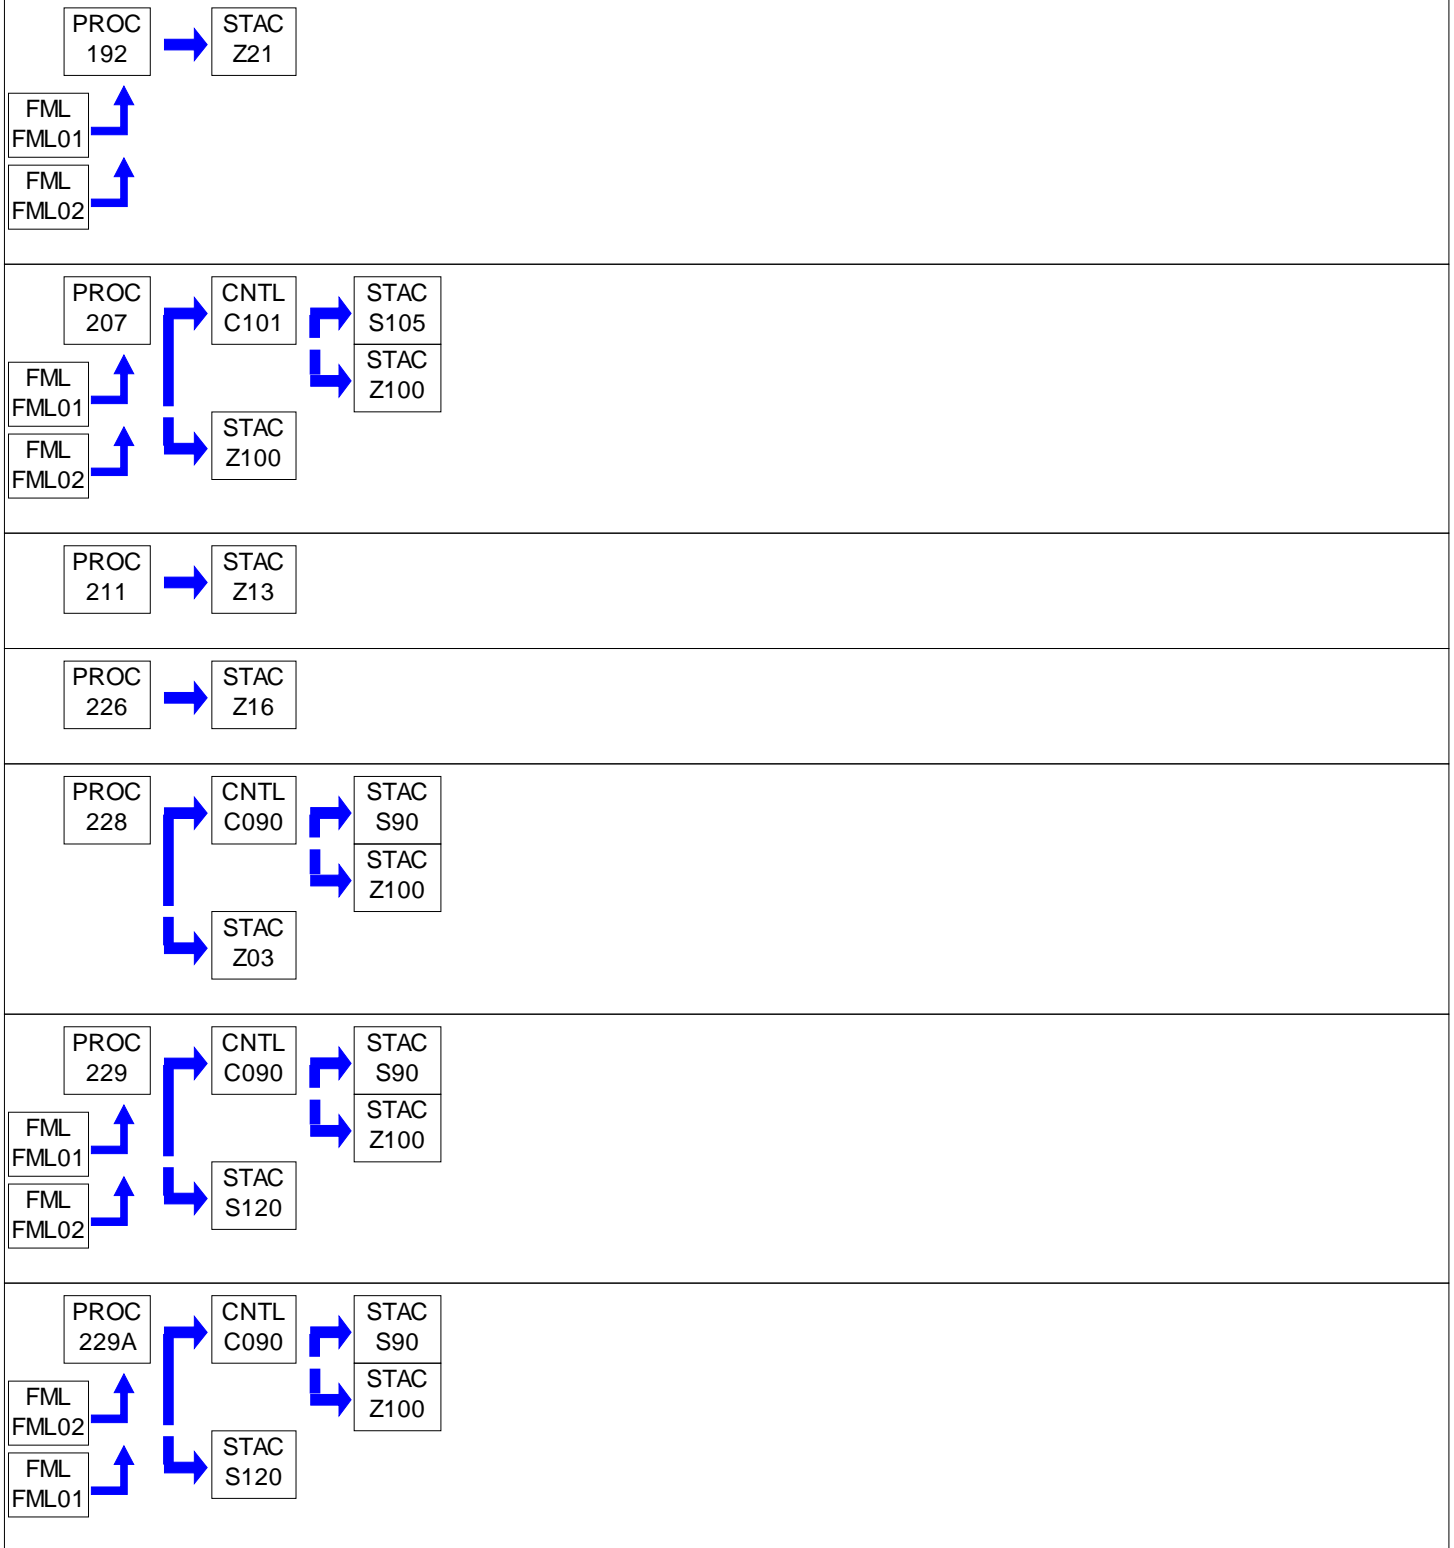 PROC
192
STAC
Z21
FML
FML01
FML
FML02
PROC
207
CNTL
C101
STAC
S105
STAC
Z100
FML
FML01
STAC
Z100
FML
FML02
PROC
211
STAC
Z13
PROC
226
STAC
Z16
PROC
228
CNTL
C090
STAC
S90
STAC
Z100
STAC
Z03
PROC
229
CNTL
C090
STAC
S90
STAC
Z100
FML
FML01
STAC
S120
FML
FML02
PROC
229A
CNTL
C090
STAC
S90
STAC
Z100
FML
FML02
STAC
S120
FML
FML01